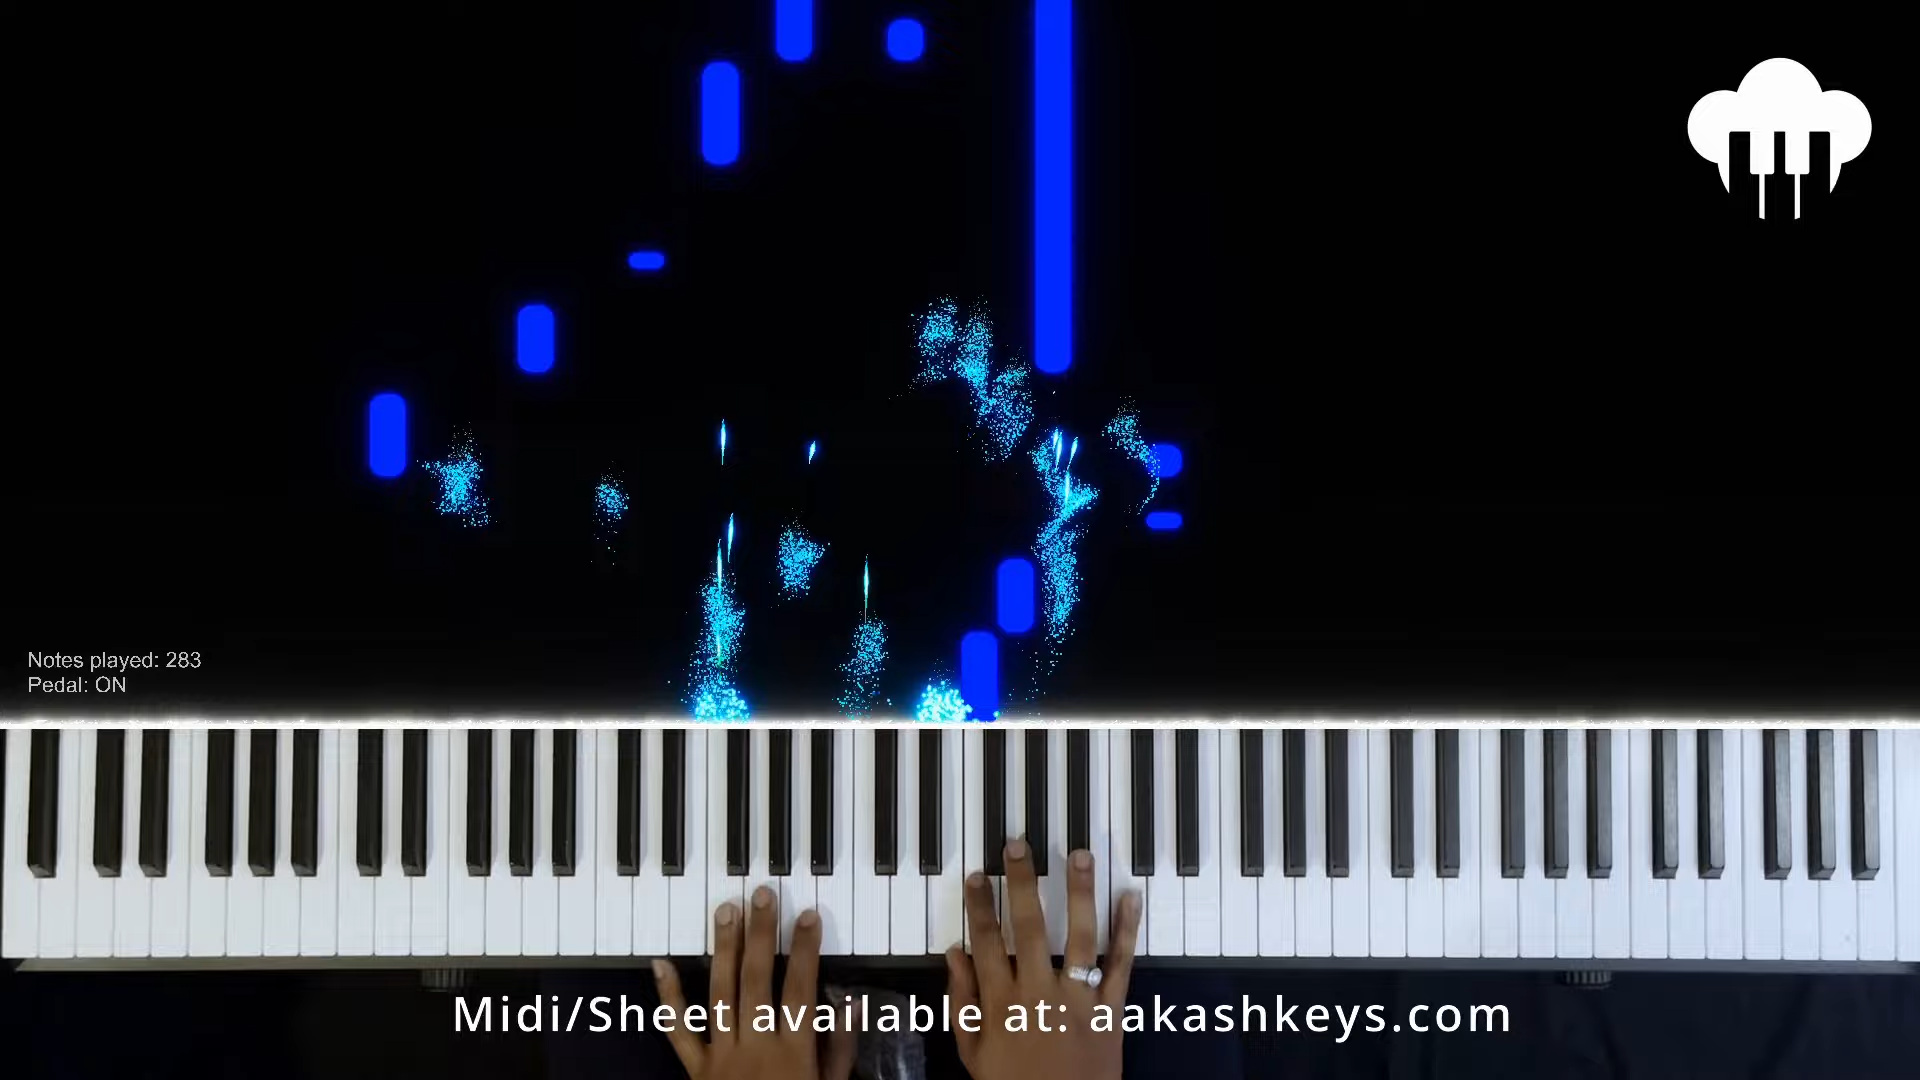 Notes played: 283
Pedal: ON
Midi/Sheet available at: aakashkeys.com